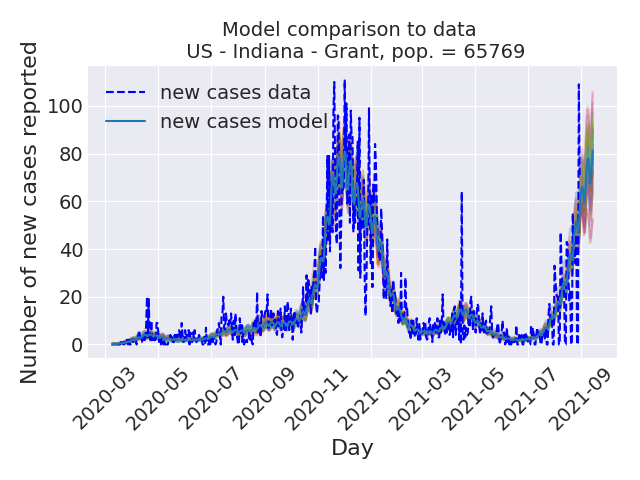 Model comparison to data
US - Indiana - Grant, pop. = 65769
Number of new cases reported
100
80
60
40
20
0
new cases data
new cases model
2020-03
2020-05
2020-07
2020-09
2020-11
2021-01
2021-03
2021-05
2021-07
2021-09
Day